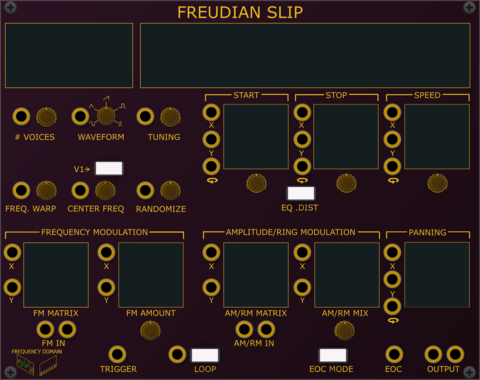 FREUDIAN SLIP
START STOP SPEED
X X X
# VOICES WAVEFORM TUNING
Y Y Y
V1
EQ .DIST
FREQ. WARP CENTER FREQ RANDOMIZE
FREQUENCY MODULATION AMPLITUDE/RING MODULATION PANNING
X X X X X
Y Y Y Y Y
FM MATRIX FM AMOUNT AM/RM MATRIX AM/RM MIX
FM IN AM/RM IN
FREQUENCY DOMAIN
TRIGGER LOOP EOC MODE EOC OUTPUT